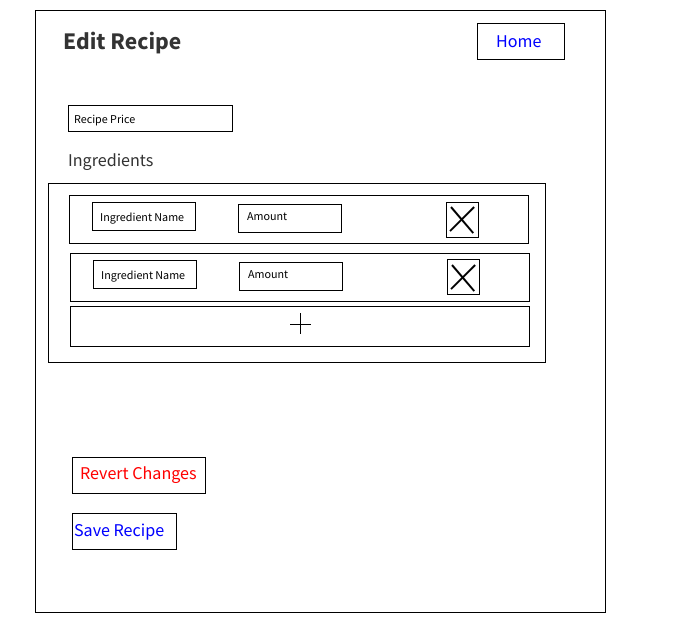 Edit Recipe
Home
Recipe Price
Ingredients
Ingredient Name
Amount
Ingredient Name
Amount
Revert Changes
Save Recipe